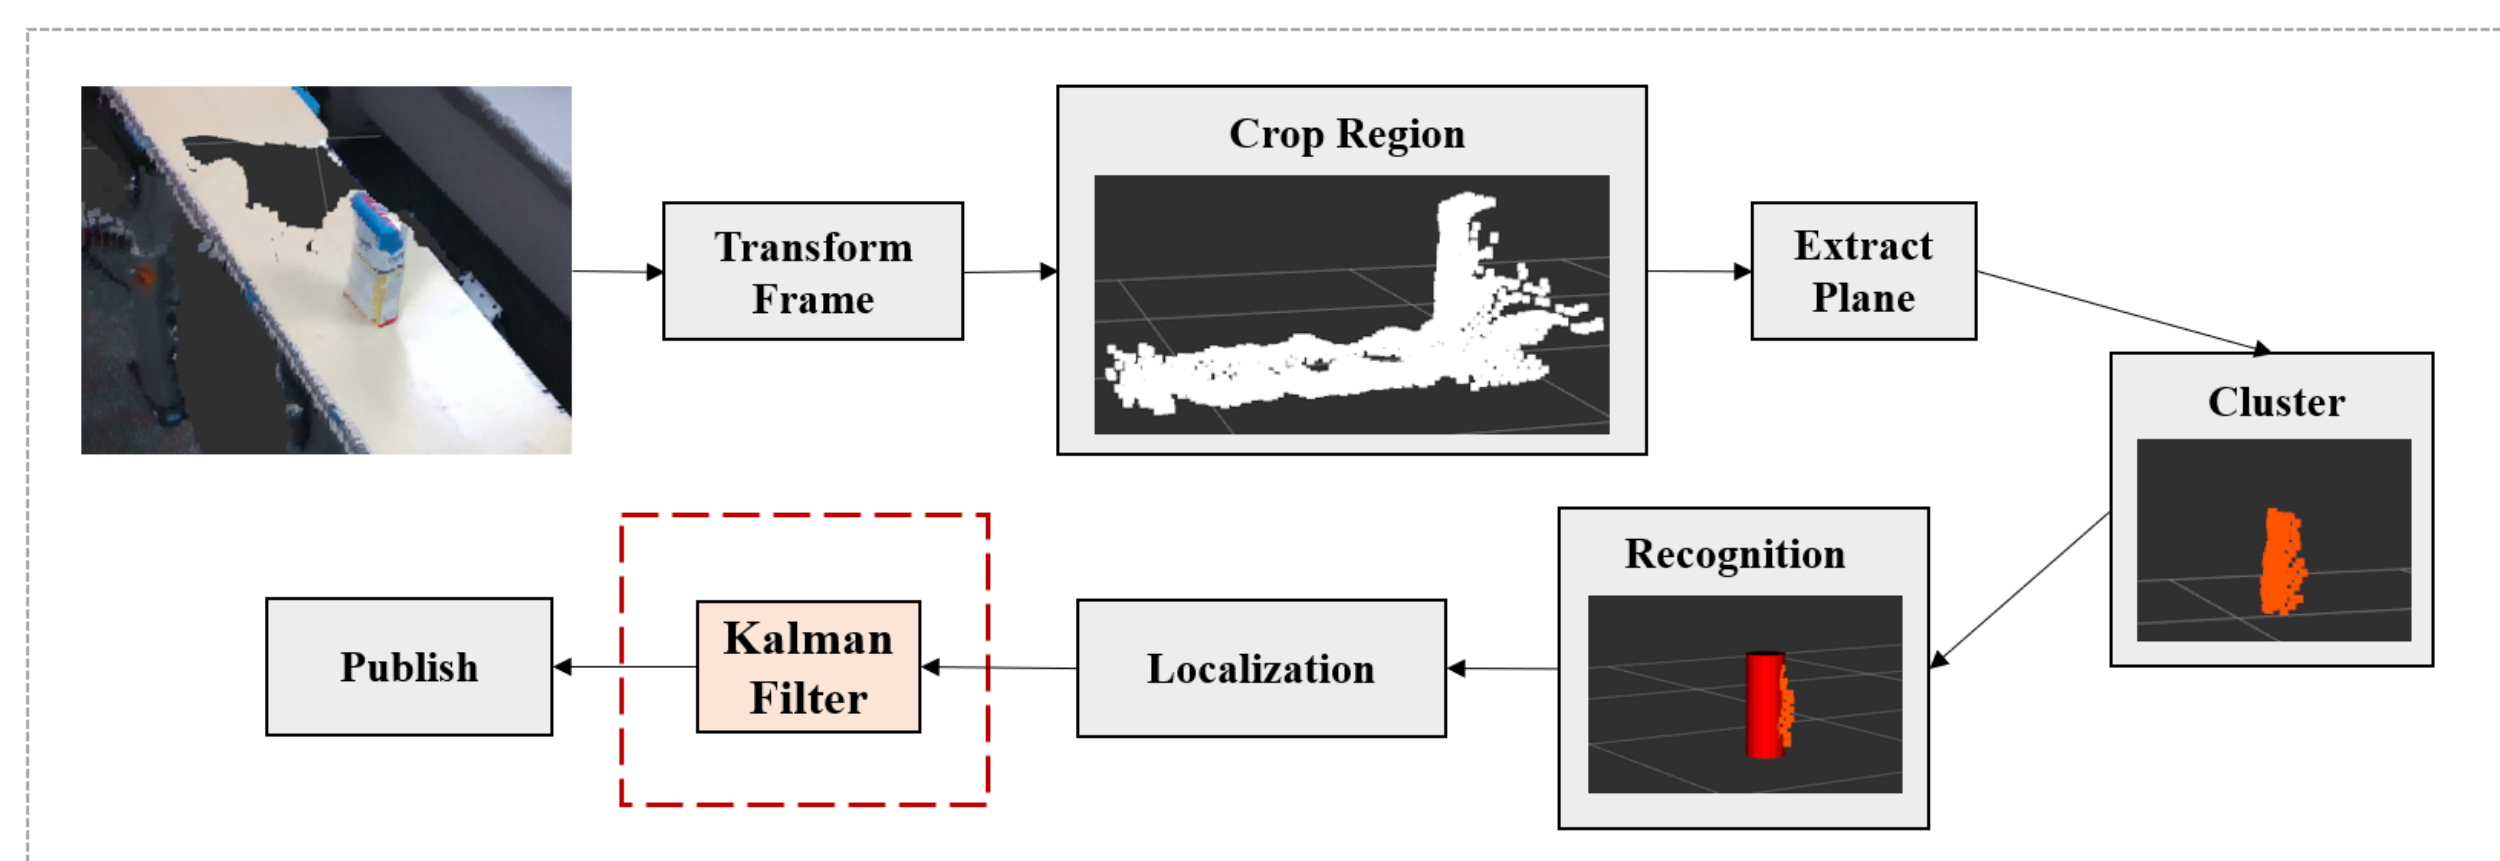 Crop Region
Transform
Frame
Extract
Plane
Cluster
Recognition
Localization
Kalman
Filter
Publish